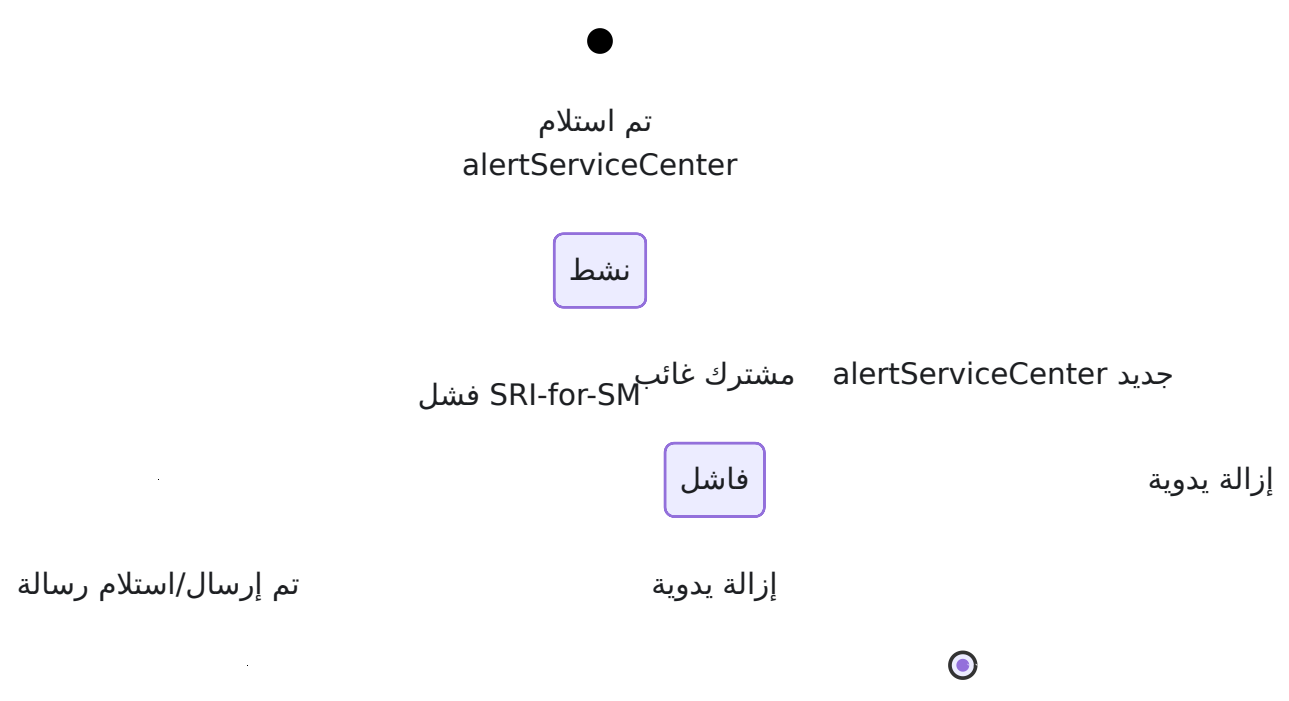 تم استلام
alertServiceCenter
نشط
فشل SRI-for-SM
مشترك غائب
جديد alertServiceCenter
فاشل
إزالة يدوية
تم إرسال/استلام رسالة
إزالة يدوية